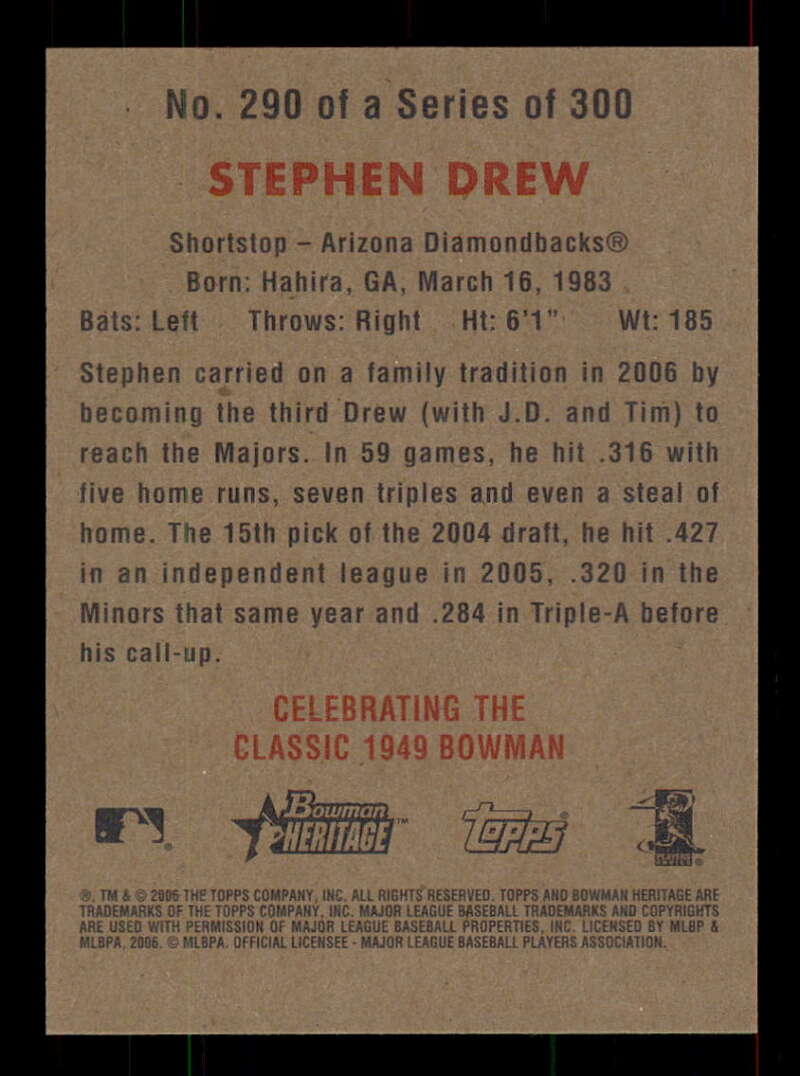 No. 290 of a Series of 300
STEPHEN DREW
Shortstop – Arizona Diamondbacks®
Born: Hahira, GA, March 16, 1983
Bats: Left Throws: Right Ht: 6'1" Wt: 185
Stephen carried on a family tradition in 2006 by
becoming the third Drew (with J.D. and Tim) to
reach the Majors. In 59 games, he hit .316 with
five home runs, seven triples and even a steal of
home. The 15th pick of the 2004 draft, he hit .427
in an independent league in 2005, .320 in the
Minors that same year and .284 in Triple-A before
his call-up.
CELEBRATING THE
CLASSIC 1949 BOWMAN
Bowman HERITAGE™
Topps®
®, TM & © 2006 THE TOPPS COMPANY, INC. ALL RIGHTS RESERVED. TOPPS AND BOWMAN HERITAGE ARE
TRADEMARKS OF THE TOPPS COMPANY, INC. MAJOR LEAGUE BASEBALL TRADEMARKS AND COPYRIGHTS
ARE USED WITH PERMISSION OF MAJOR LEAGUE BASEBALL PROPERTIES, INC. LICENSED BY MLBP &
MLBPA, 2006. © MLBPA. OFFICIAL LICENSEE - MAJOR LEAGUE BASEBALL PLAYERS ASSOCIATION.